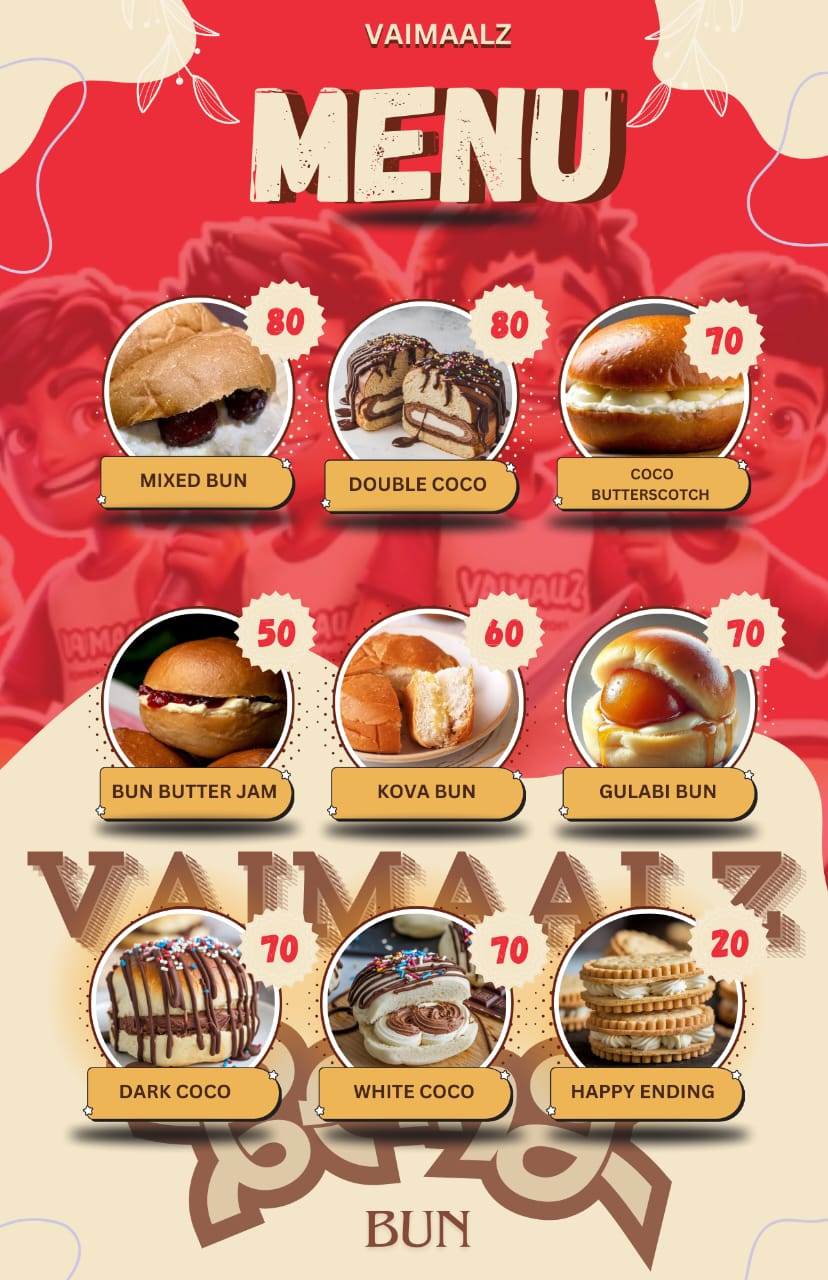 VAIMAALZ
MENU
80
80
70
MIXED BUN
DOUBLE COCO
COCO
BUTTERSCOTCH
VAIMAALZ
50
60
70
BUN BUTTER JAM
KOVA BUN
GULABI BUN
VAIMAALZ
70
70
20
DARK COCO
WHITE COCO
HAPPY ENDING
BUN